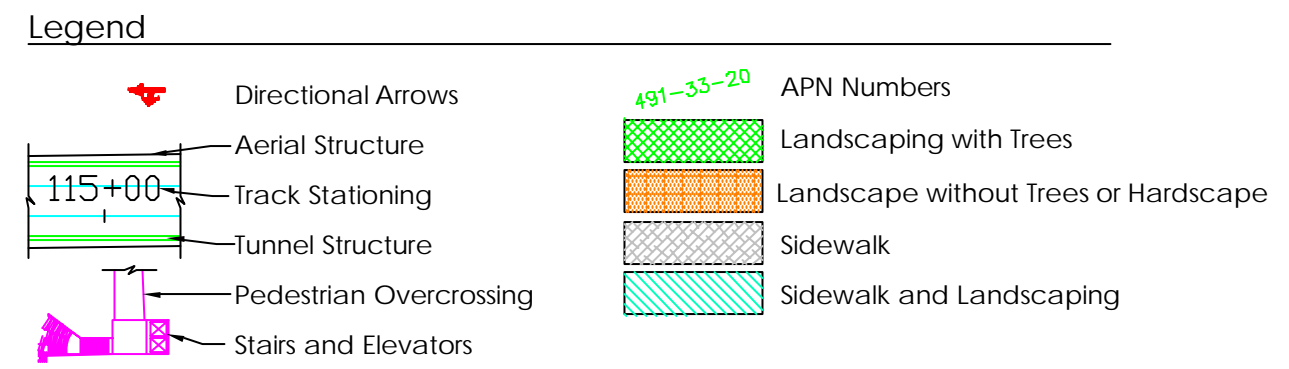 Legend
Directional Arrows
Aerial Structure
115+00
Track Stationing
Tunnel Structure
Pedestrian Overcrossing
Stairs and Elevators
491-33-20
APN Numbers
Landscaping with Trees
Landscape without Trees or Hardscape
Sidewalk
Sidewalk and Landscaping